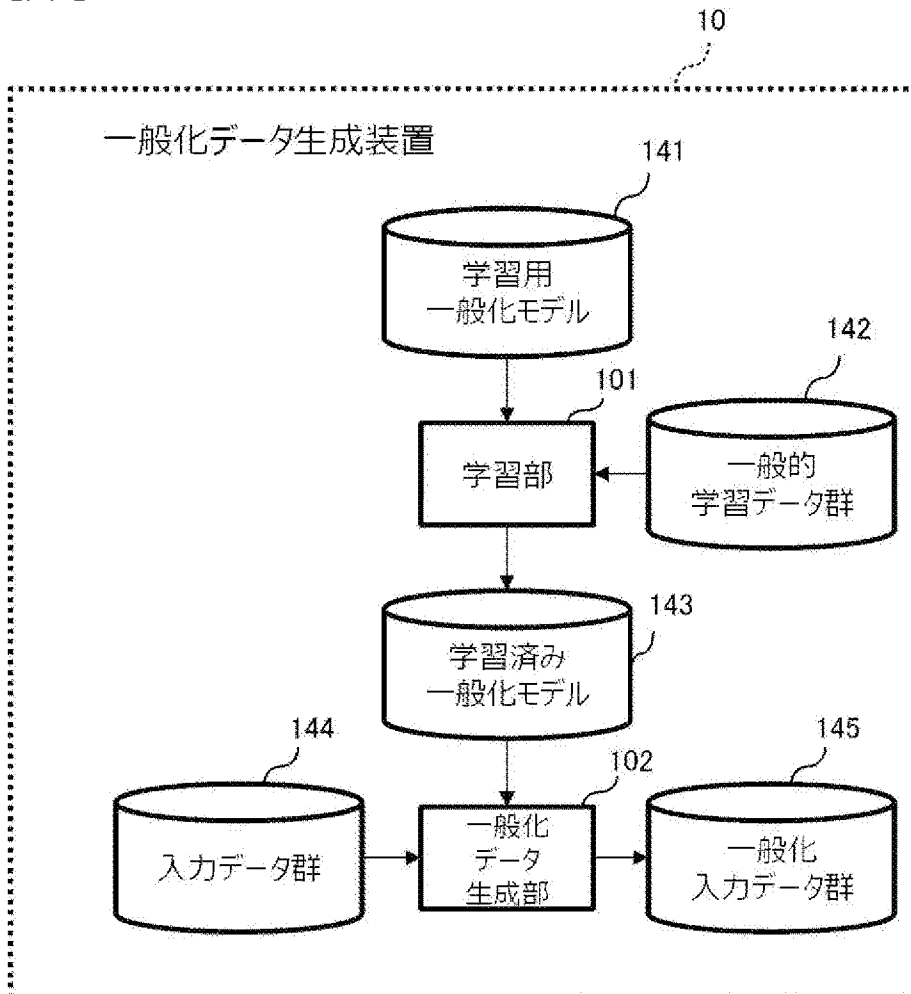 10
一般化データ生成装置
141
学習用
一般化モデル
142
101
学習部
一般的
学習データ群
143
学習済み
一般化モデル
144
102
145
入力データ群
一般化
データ
生成部
一般化
入力データ群